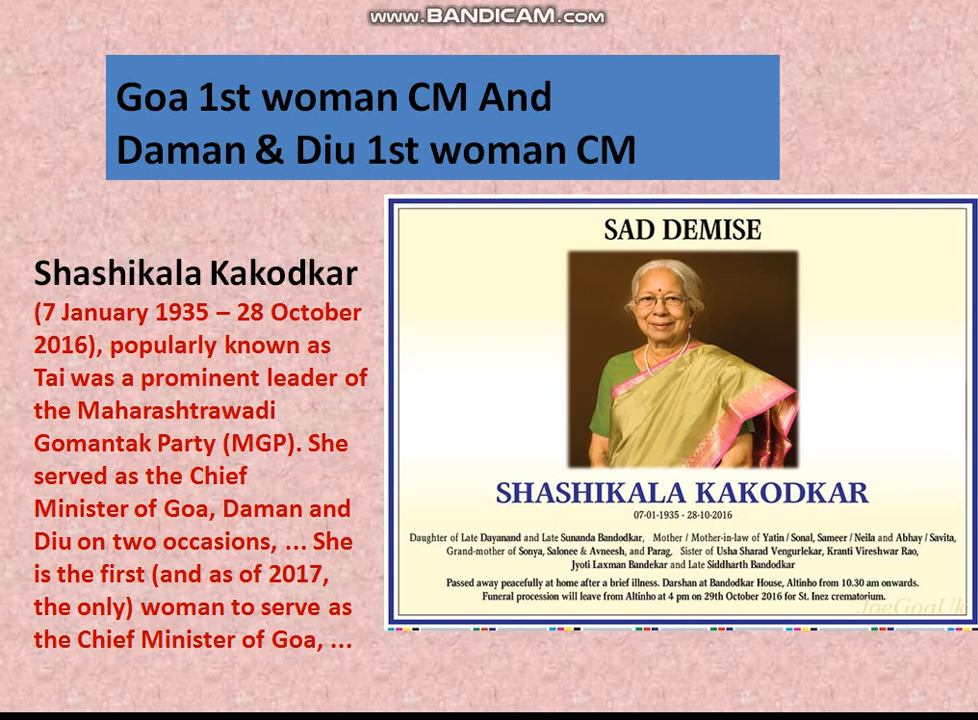 www.BANDICAM.com
Goa 1st woman CM And
Daman & Diu 1st woman CM
Shashikala Kakodkar
(7 January 1935 – 28 October
2016), popularly known as
Tai was a prominent leader of
the Maharashtrawadi
Gomantak Party (MGP). She
served as the Chief
Minister of Goa, Daman and
Diu on two occasions, ... She
is the first (and as of 2017,
the only) woman to serve as
the Chief Minister of Goa, ...
SAD DEMISE
SHASHIKALA KAKODKAR
07-01-1935 - 28-10-2016
Daughter of Late Dayanand and Late Sunanda Bandodkar, Mother / Mother-in-law of Yatin / Sonal, Sameer / Neila and Abhay / Savita,
Grand-mother of Sonya, Salonee & Avneesh, and Parag, Sister of Usha Sharad Vengurlekar, Kranti Vireshwar Rao,
Jyoti Laxman Bandekar and Late Siddharth Bandodkar
Passed away peacefully at home after a brief illness. Darshan at Bandodkar House, Altinho from 10.30 am onwards.
Funeral procession will leave from Altinho at 4 pm on 29th October 2016 for St. Inez crematorium.
JoeGoaUk